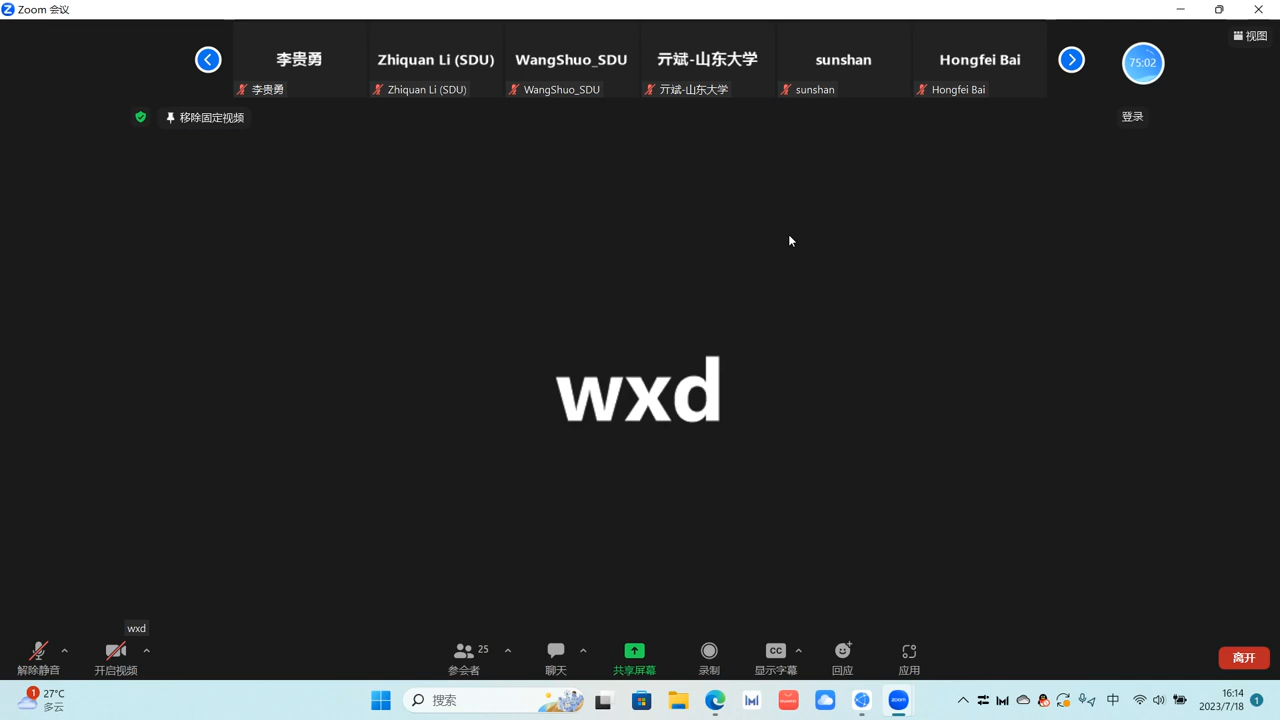 Zoom 会议
视图
李贵勇
Zhiquan Li (SDU)
WangShuo_SDU
亓斌-山东大学
sunshan
Hongfei Bai
75:02
李贵勇
Zhiquan Li (SDU)
WangShuo_SDU
亓斌-山东大学
sunshan
Hongfei Bai
移除固定视频
登录
wxd
wxd
解除静音
开启视频
25
参会者
聊天
共享屏幕
录制
CC
显示字幕
回应
应用
离开
1
27°C
多云
搜索
zoom
中
16:14
2023/7/18
1